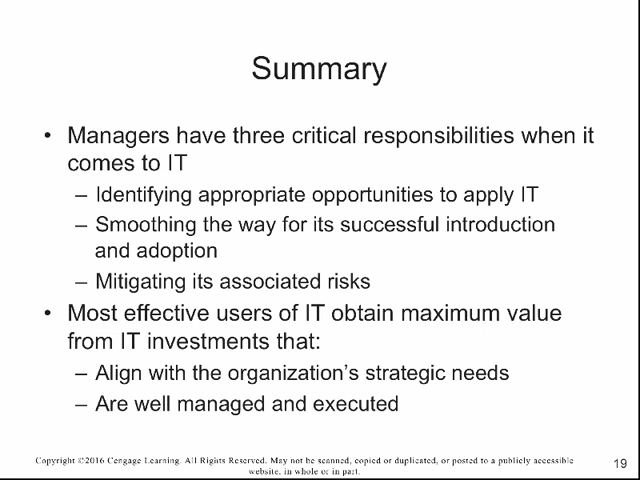 Summary
• Managers have three critical responsibilities when it
comes to IT
– Identifying appropriate opportunities to apply IT
– Smoothing the way for its successful introduction
and adoption
– Mitigating its associated risks
• Most effective users of IT obtain maximum value
from IT investments that:
– Align with the organization's strategic needs
– Are well managed and executed
Copyright ©2016 Cengage Learning. All Rights Reserved. May not be scanned, copied or duplicated, or posted to a publicly accessible
website, in whole or in part.
19